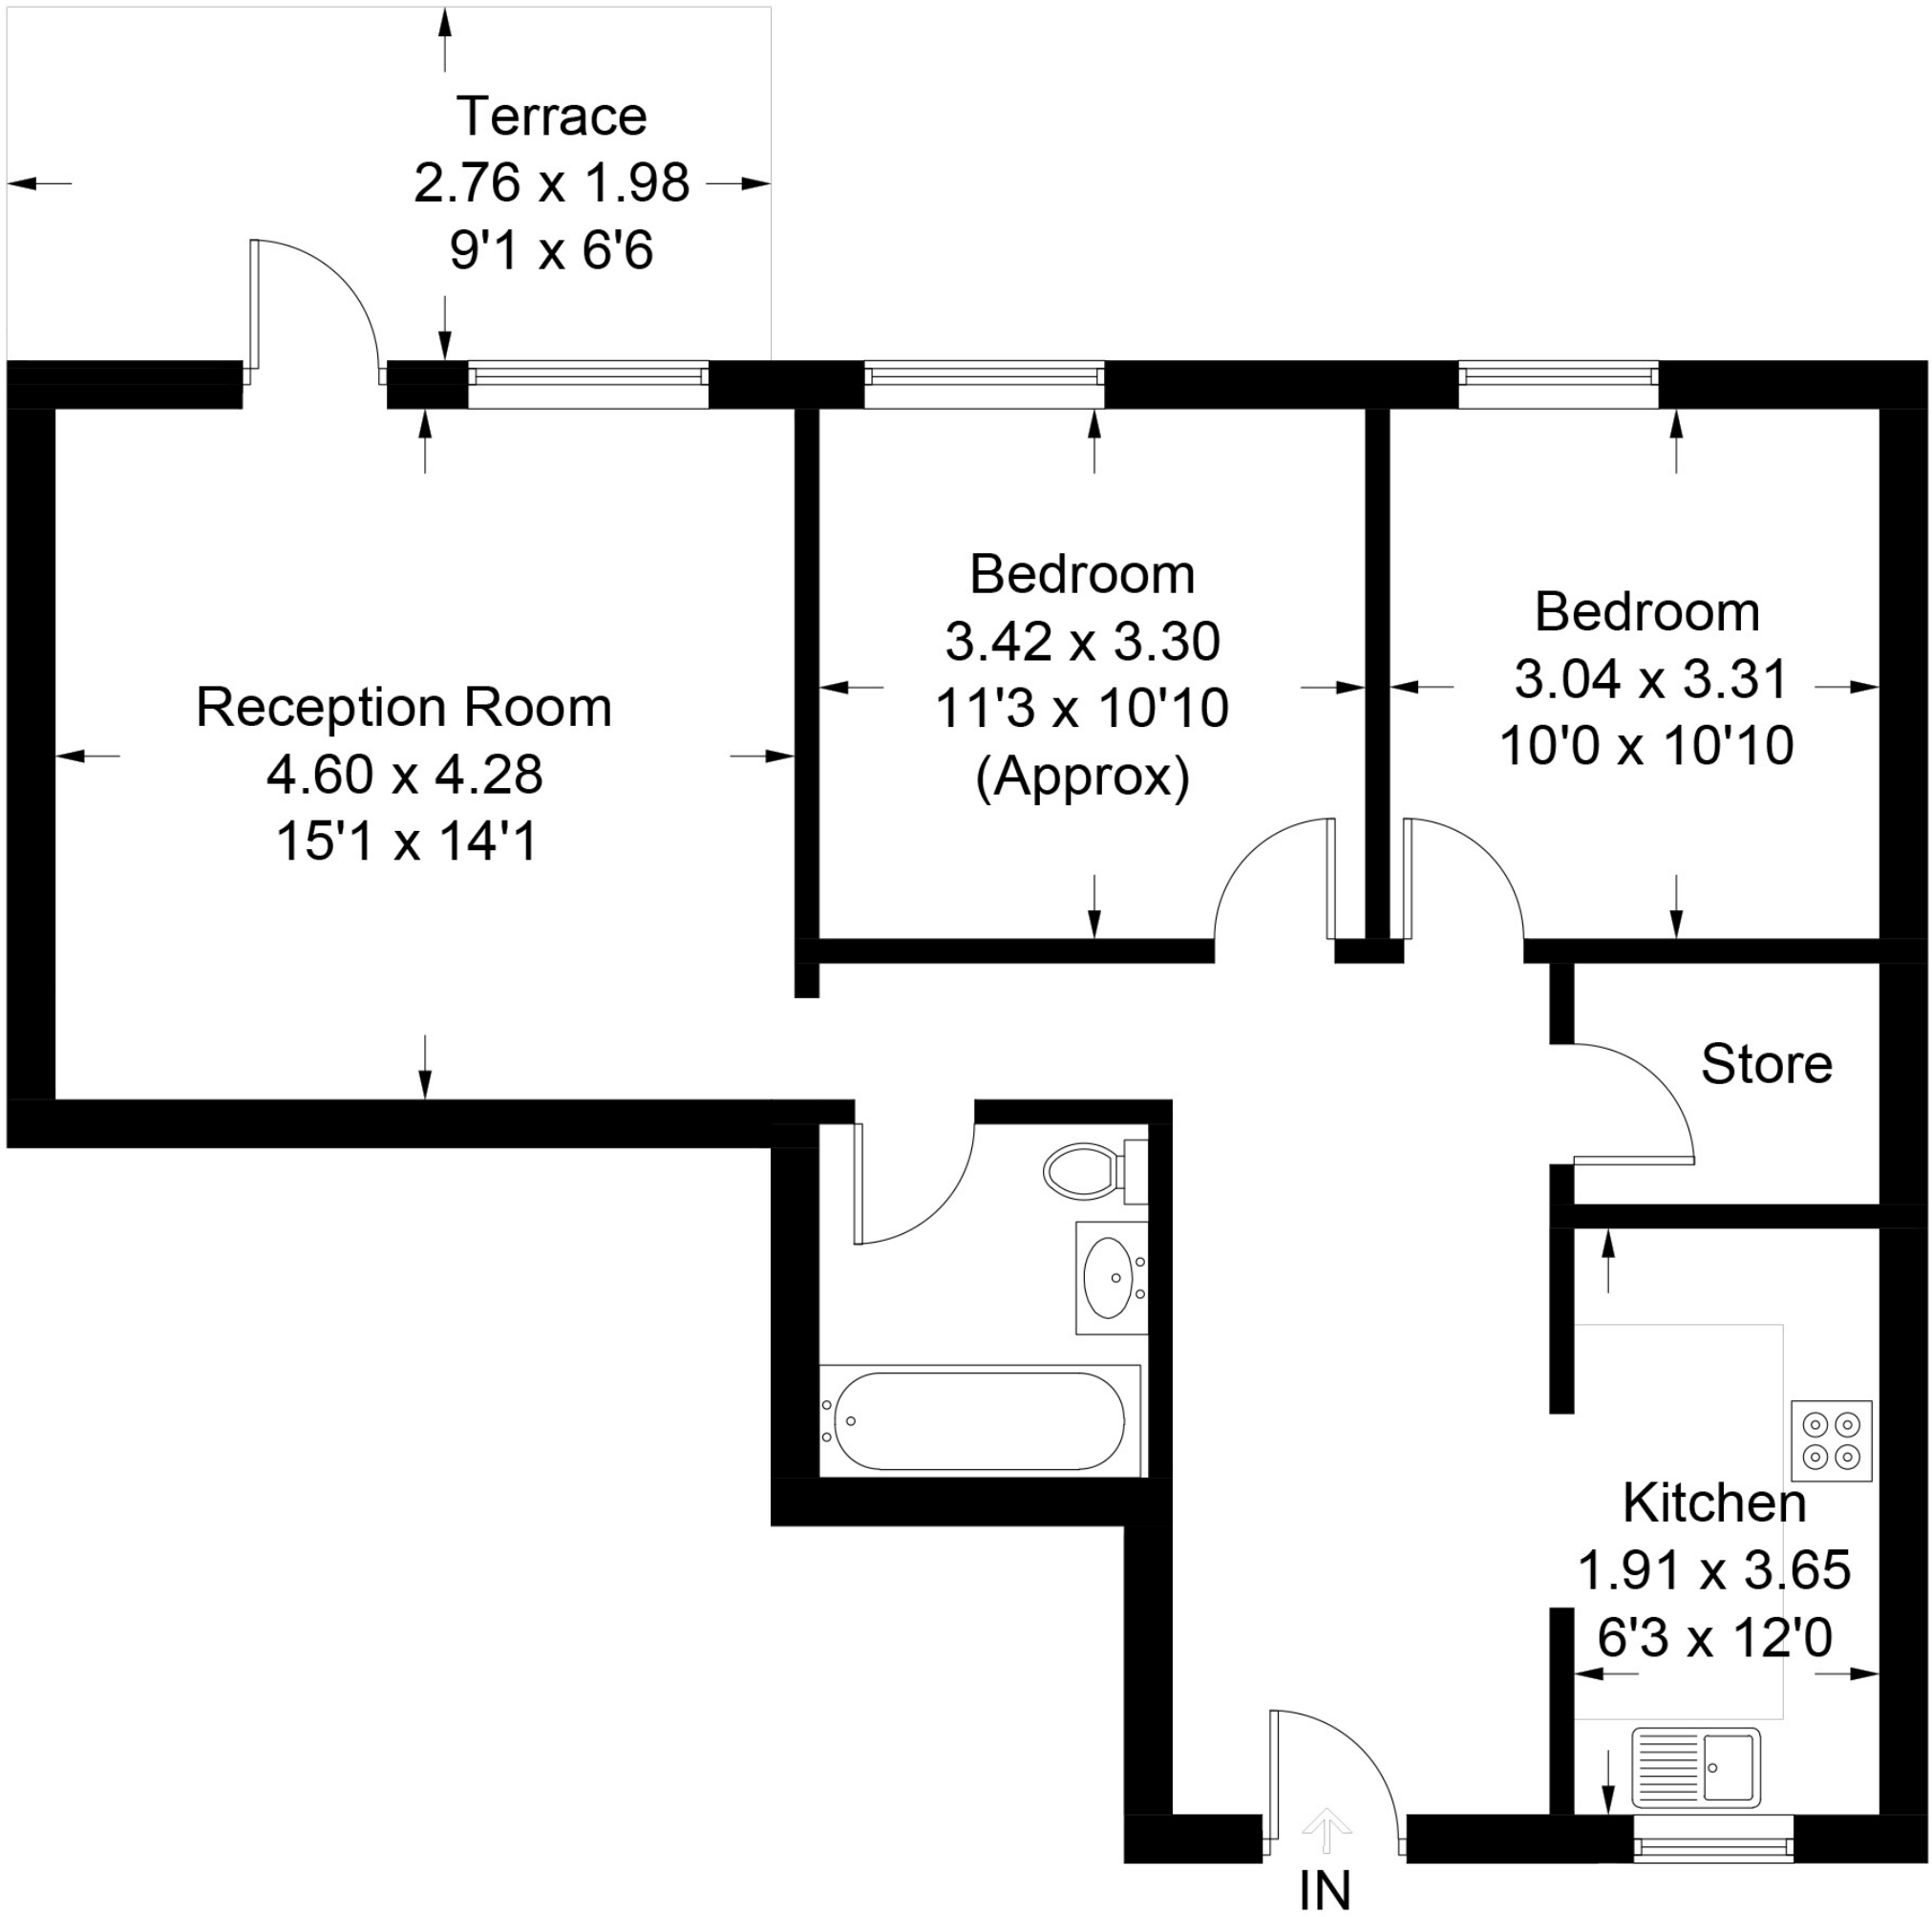 Terrace
2.76 x 1.98
9'1 x 6'6
Reception Room
4.60 x 4.28
15'1 x 14'1
Bedroom
3.42 x 3.30
11'3 x 10'10
(Approx)
Bedroom
3.04 x 3.31
10'0 x 10'10
Store
Kitchen
1.91 x 3.65
6'3 x 12'0
IN